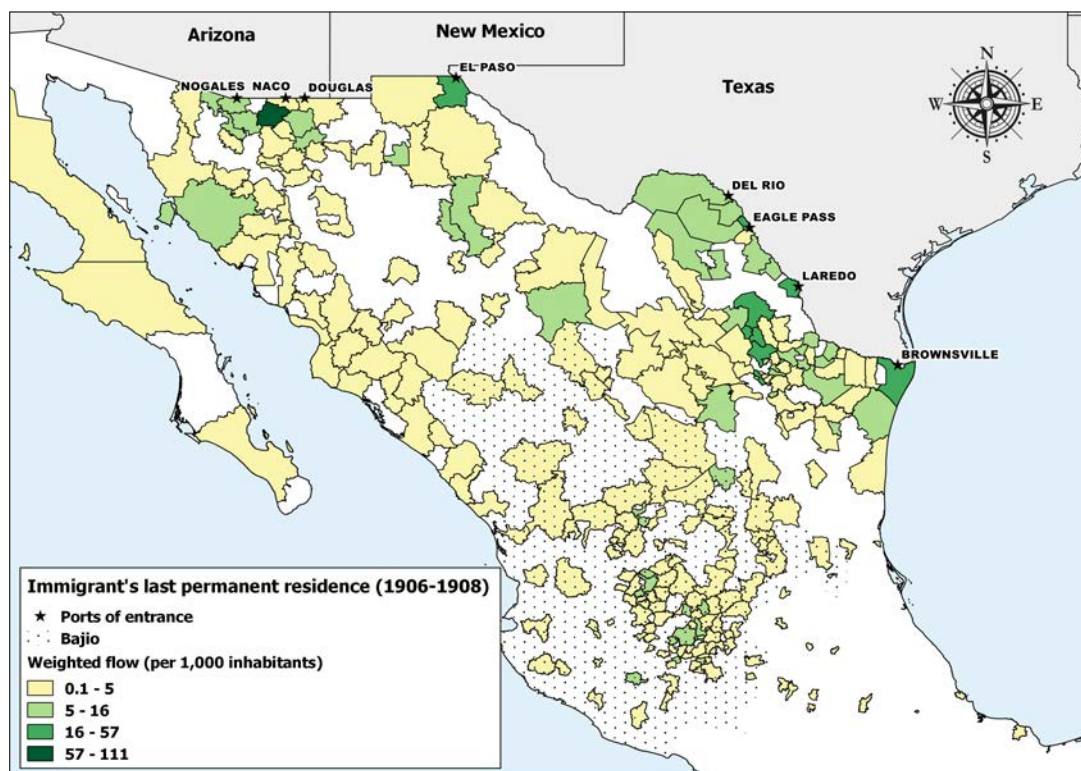 Arizona
New Mexico
Texas
N
W
E
S
EL PASO
NOGALES
NACO
DOUGLAS
DEL RIO
EAGLE PASS
LAREDO
BROWNSVILLE
Immigrant's last permanent residence (1906-1908)
Ports of entrance
Bajio
Weighted flow (per 1,000 inhabitants)
0.1 - 5
5 - 16
16 - 57
57 - 111